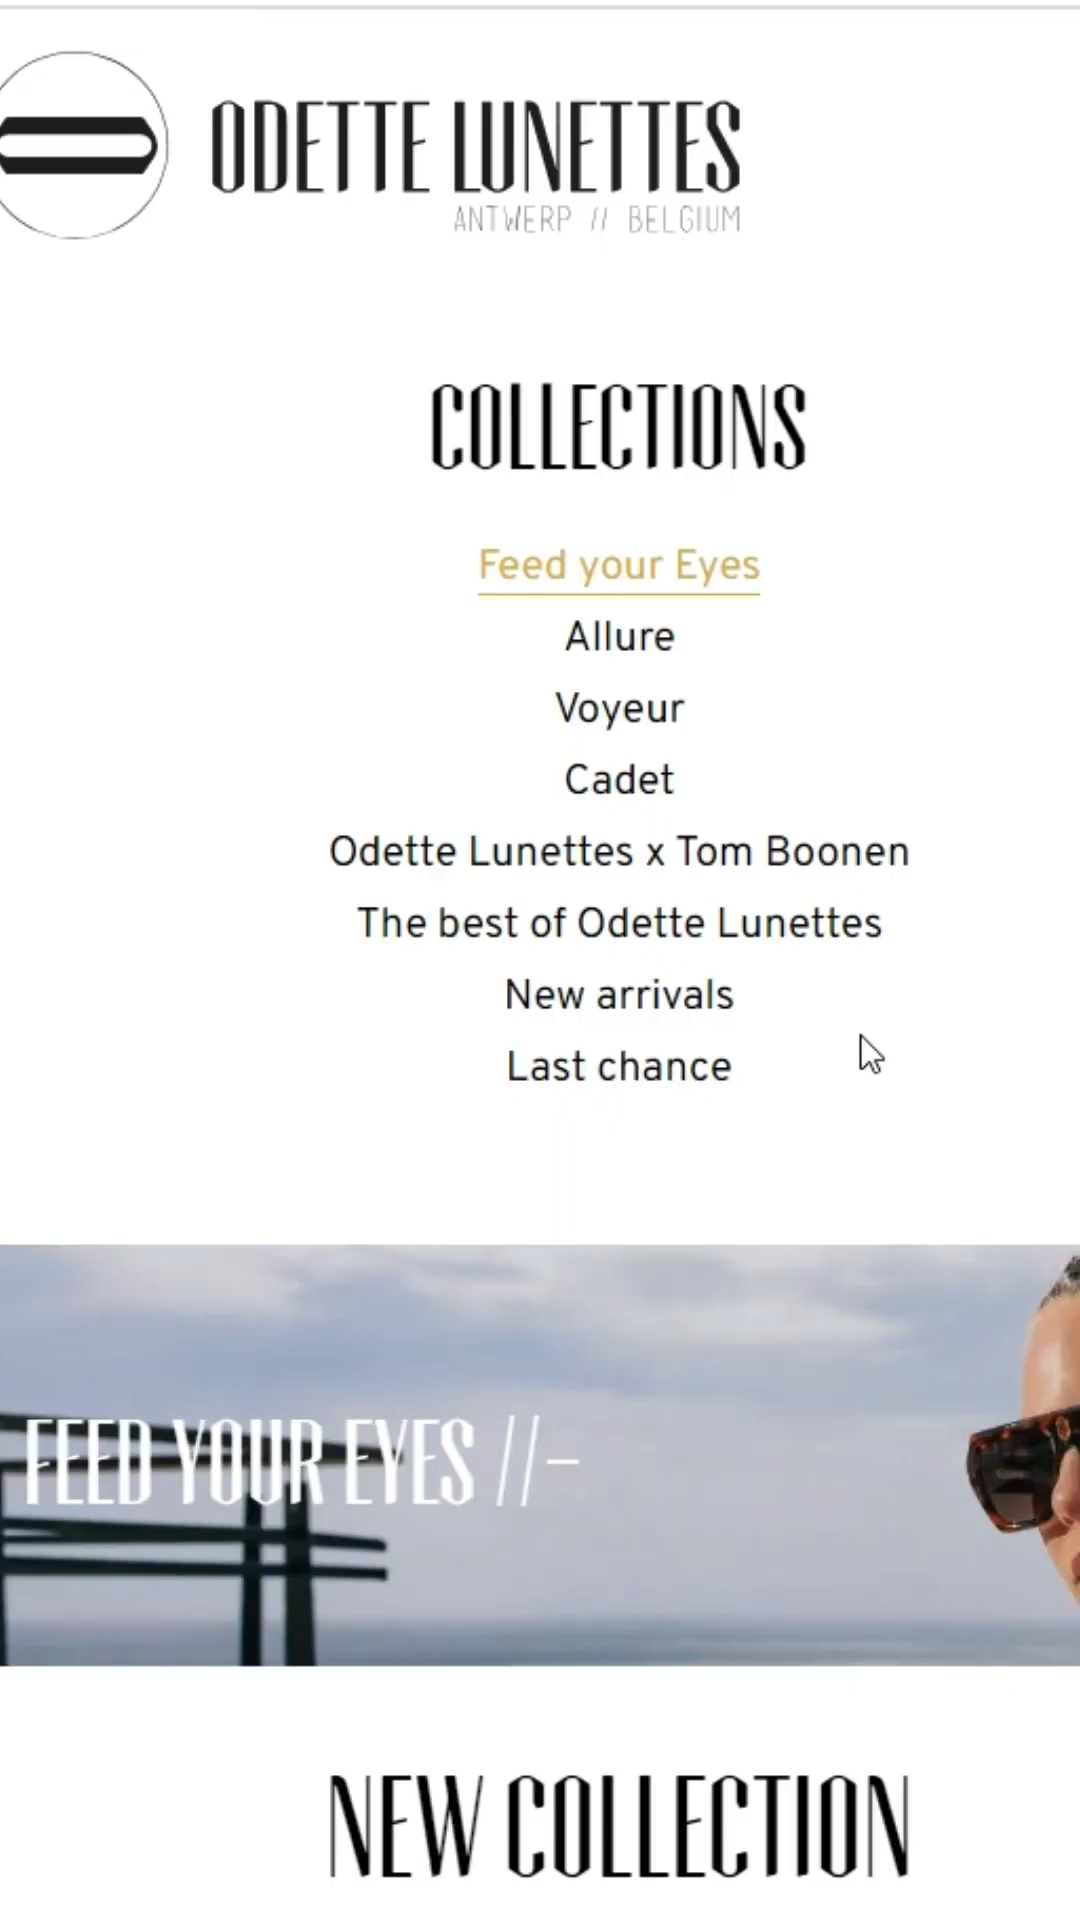 ODETTE LUNETTES
ANTWERP // BELGIUM
COLLECTIONS
Feed your Eyes
Allure
Voyeur
Cadet
Odette Lunettes x Tom Boonen
The best of Odette Lunettes
New arrivals
Last chance
FEED YOUR EYES //–
NEW COLLECTION